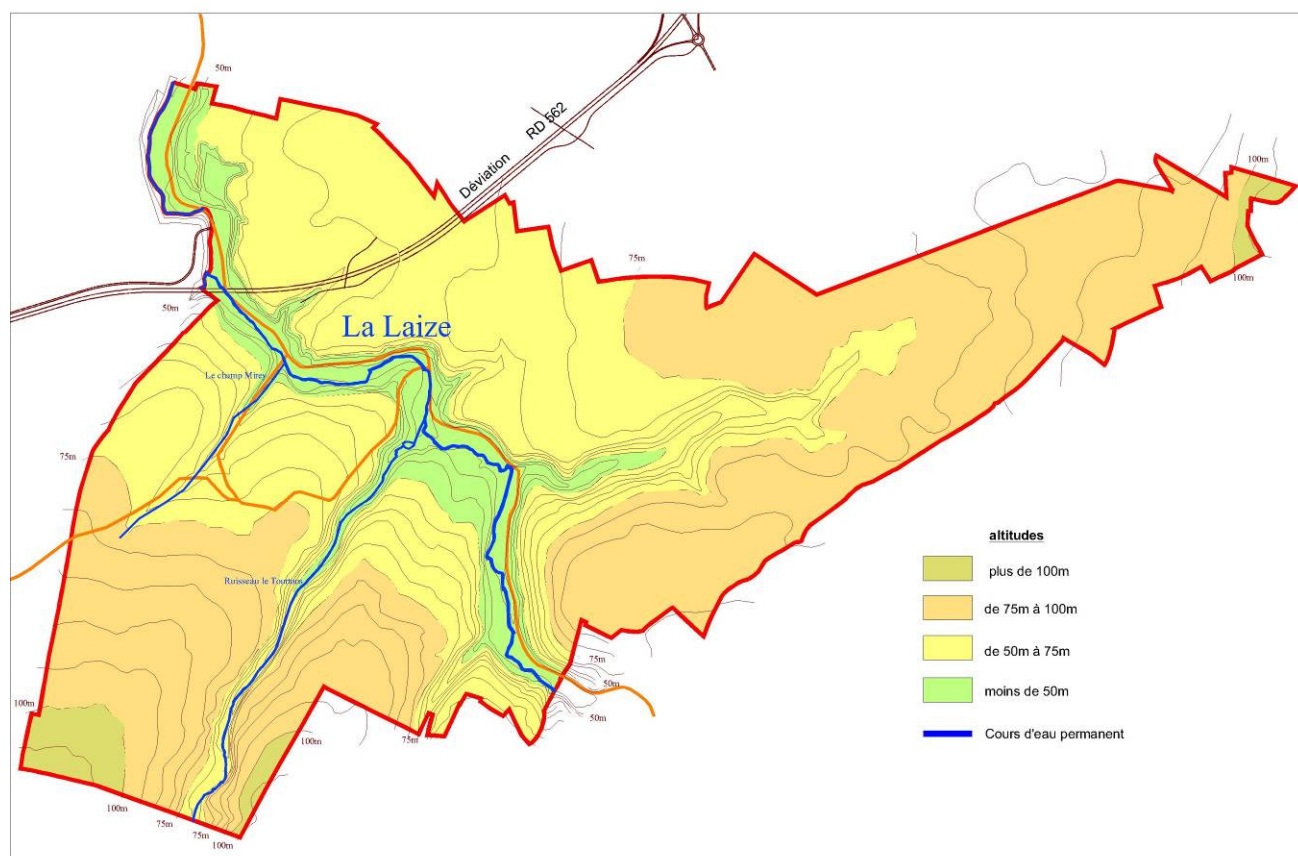 50m
RD 562
Déviation
100m
75m
100m
50m
La Laize
Le champ Mirey
75m
altitudes
plus de 100m
Ruisseau le Tourtous
de 75m à 100m
de 50m à 75m
75m
50m
moins de 50m
100m
50m
Cours d'eau permanent
100m
75m
100m
75m
75m
100m